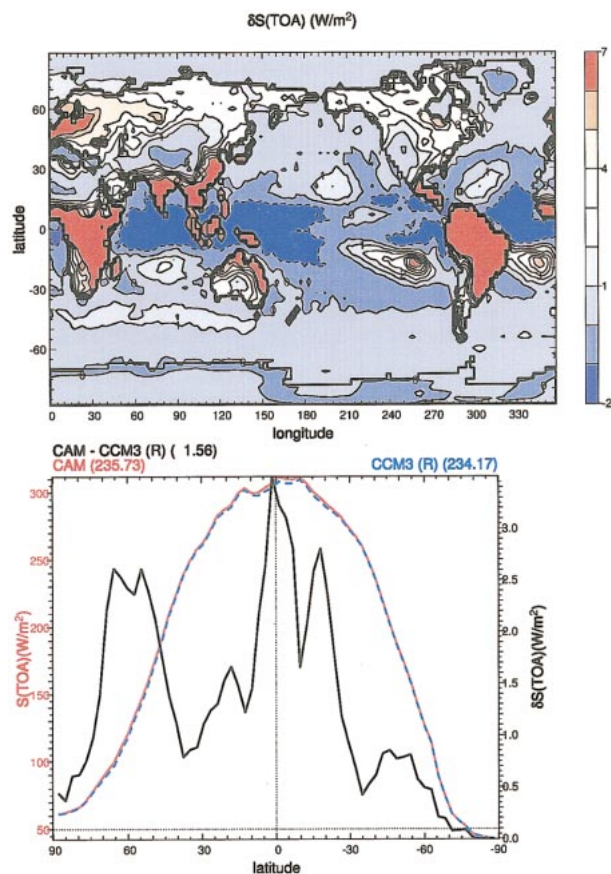 δS(TOA) (W/m²)
7
60
4
30
latitude
0
1
-30
-60
-2
0 30 60 90 120 150 180 210 240 270 300 330
longitude
CAM - CCM3 (R) ( 1.56)
CAM (235.73) CCM3 (R) (234.17)
300
3.0
250
2.5
S(TOA)(W/m²)
200
2.0
δS(TOA)(W/m²)
1.5
150
1.0
100
0.5
50
0.0
90 60 30 0 -30 -60 -90
latitude